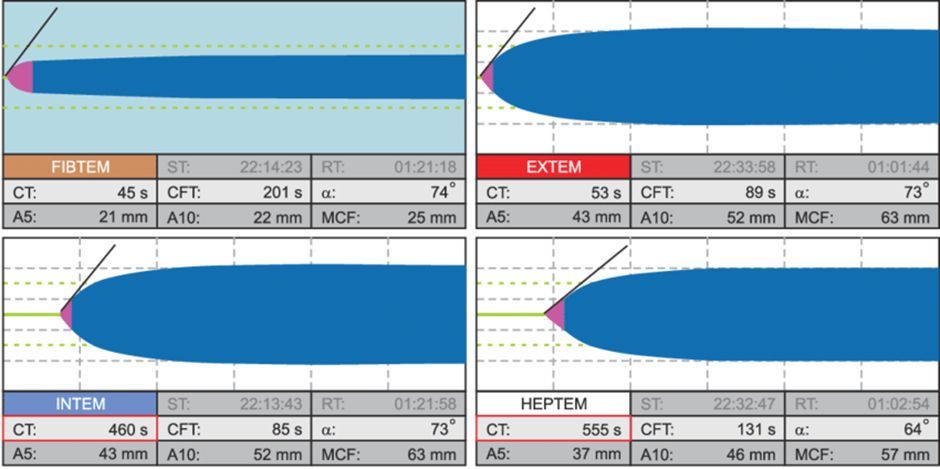 FIBTEM ST: 22:14:23 RT: 01:21:18
CT: 45 s CFT: 201 s α: 74°
A5: 21 mm A10: 22 mm MCF: 25 mm
EXTEM ST: 22:33:58 RT: 01:01:44
CT: 53 s CFT: 89 s α: 73°
A5: 43 mm A10: 52 mm MCF: 63 mm
INTEM ST: 22:13:43 RT: 01:21:58
CT: 460 s CFT: 85 s α: 73°
A5: 43 mm A10: 52 mm MCF: 63 mm
HEPTEM ST: 22:32:47 RT: 01:02:54
CT: 555 s CFT: 131 s α: 64°
A5: 37 mm A10: 46 mm MCF: 57 mm